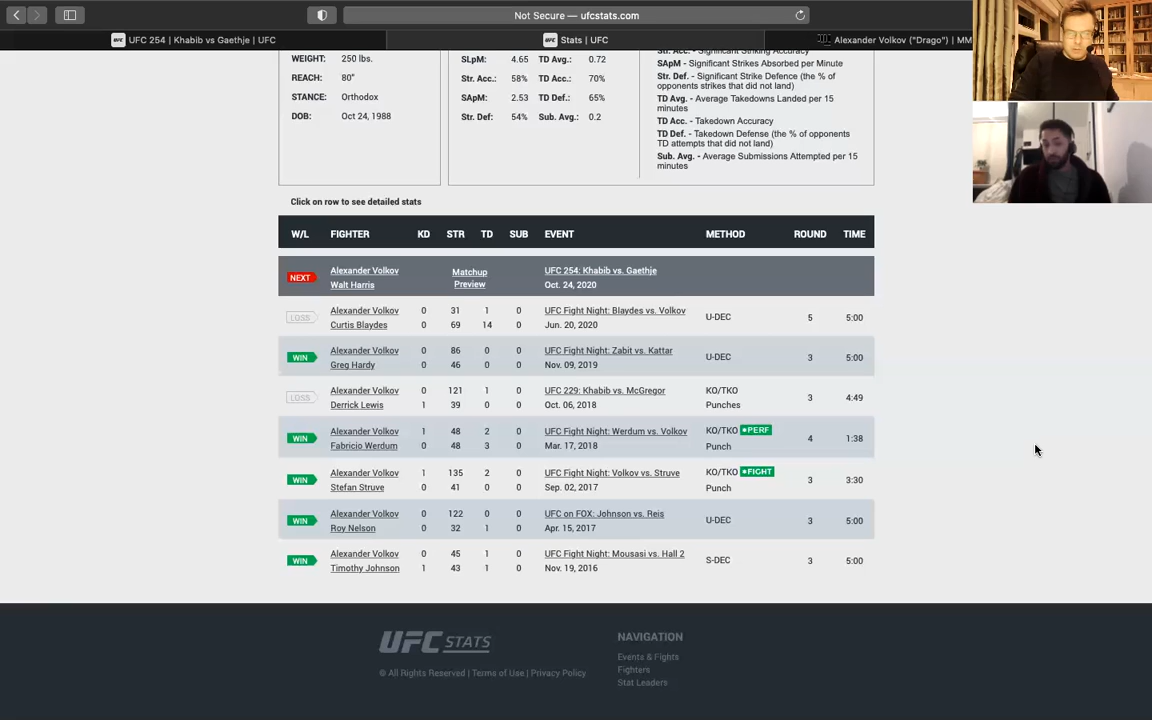 Not Secure — ufcstats.com
UFC 254 | Khabib vs Gaethje | UFC
Stats | UFC
Alexander Volkov ("Drago") | MM
WEIGHT: 250 lbs.
REACH: 80"
STANCE: Orthodox
DOB: Oct 24, 1988
SLpM: 4.65 TD Avg.: 0.72
Str. Acc.: 58% TD Acc.: 70%
SApM: 2.53 TD Def.: 65%
Str. Def: 54% Sub. Avg.: 0.2
Str. Acc. - Significant Striking Accuracy
SApM - Significant Strikes Absorbed per Minute
Str. Def. - Significant Strike Defence (the % of
opponents strikes that did not land)
TD Avg. - Average Takedowns Landed per 15
minutes
TD Acc. - Takedown Accuracy
TD Def. - Takedown Defense (the % of opponents
TD attempts that did not land)
Sub. Avg. - Average Submissions Attempted per 15
minutes
Click on row to see detailed stats
W/L FIGHTER KD STR TD SUB EVENT METHOD ROUND TIME
NEXT Alexander Volkov Matchup UFC 254: Khabib vs. Gaethje
Walt Harris Preview Oct. 24, 2020
LOSS Alexander Volkov 0 31 1 0 UFC Fight Night: Blaydes vs. Volkov U-DEC 5 5:00
Curtis Blaydes 0 69 14 0 Jun. 20, 2020
WIN Alexander Volkov 0 86 0 0 UFC Fight Night: Zabit vs. Kattar U-DEC 3 5:00
Greg Hardy 0 46 0 0 Nov. 09, 2019
LOSS Alexander Volkov 0 121 1 0 UFC 229: Khabib vs. McGregor KO/TKO 3 4:49
Derrick Lewis 1 39 0 0 Oct. 06, 2018 Punches
WIN Alexander Volkov 1 48 2 0 UFC Fight Night: Werdum vs. Volkov KO/TKO PERF 4 1:38
Fabricio Werdum 0 48 3 0 Mar. 17, 2018 Punch
WIN Alexander Volkov 1 135 2 0 UFC Fight Night: Volkov vs. Struve KO/TKO FIGHT 3 3:30
Stefan Struve 0 41 0 0 Sep. 02, 2017 Punch
WIN Alexander Volkov 0 122 0 0 UFC on FOX: Johnson vs. Reis U-DEC 3 5:00
Roy Nelson 0 32 1 0 Apr. 15, 2017
WIN Alexander Volkov 0 45 1 0 UFC Fight Night: Mousasi vs. Hall 2 S-DEC 3 5:00
Timothy Johnson 1 43 1 0 Nov. 19, 2016
UFC STATS
© All Rights Reserved | Terms of Use | Privacy Policy
NAVIGATION
Events & Fights
Fighters
Stat Leaders